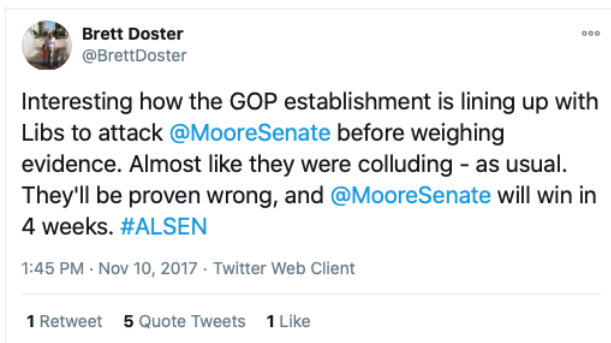 Brett Doster
@BrettDoster
Interesting how the GOP establishment is lining up with
Libs to attack @MooreSenate before weighing
evidence. Almost like they were colluding - as usual.
They'll be proven wrong, and @MooreSenate will win in
4 weeks. #ALSEN
1:45 PM · Nov 10, 2017 · Twitter Web Client
1 Retweet 5 Quote Tweets 1 Like